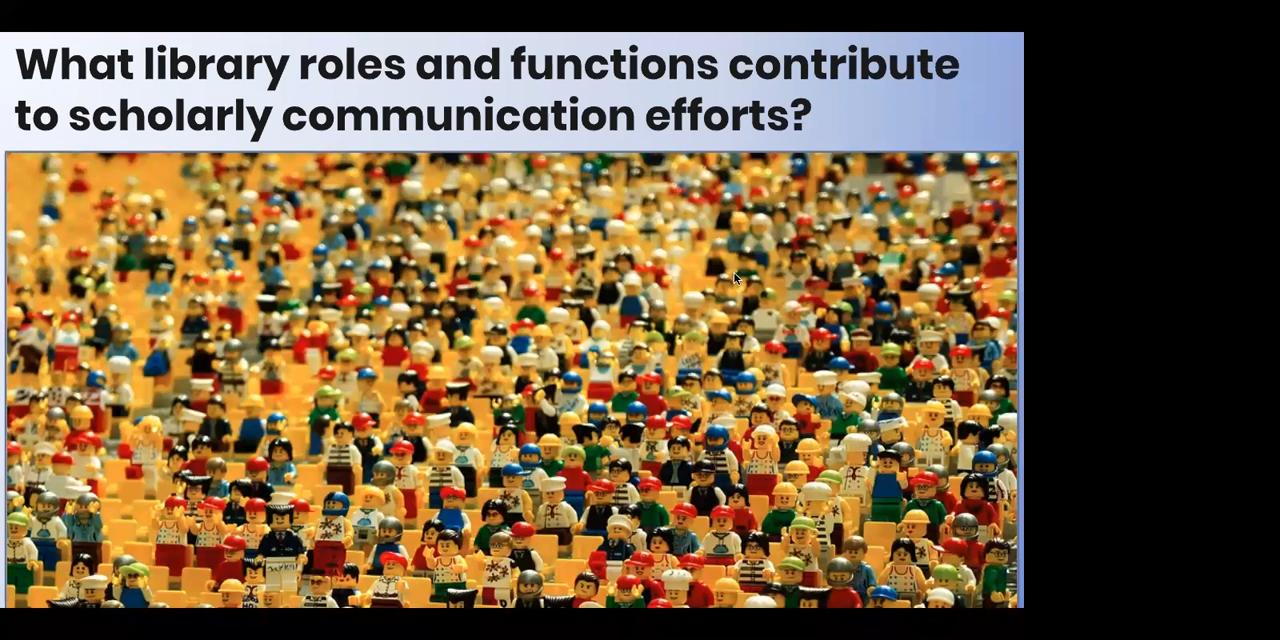 What library roles and functions contribute
to scholarly communication efforts?